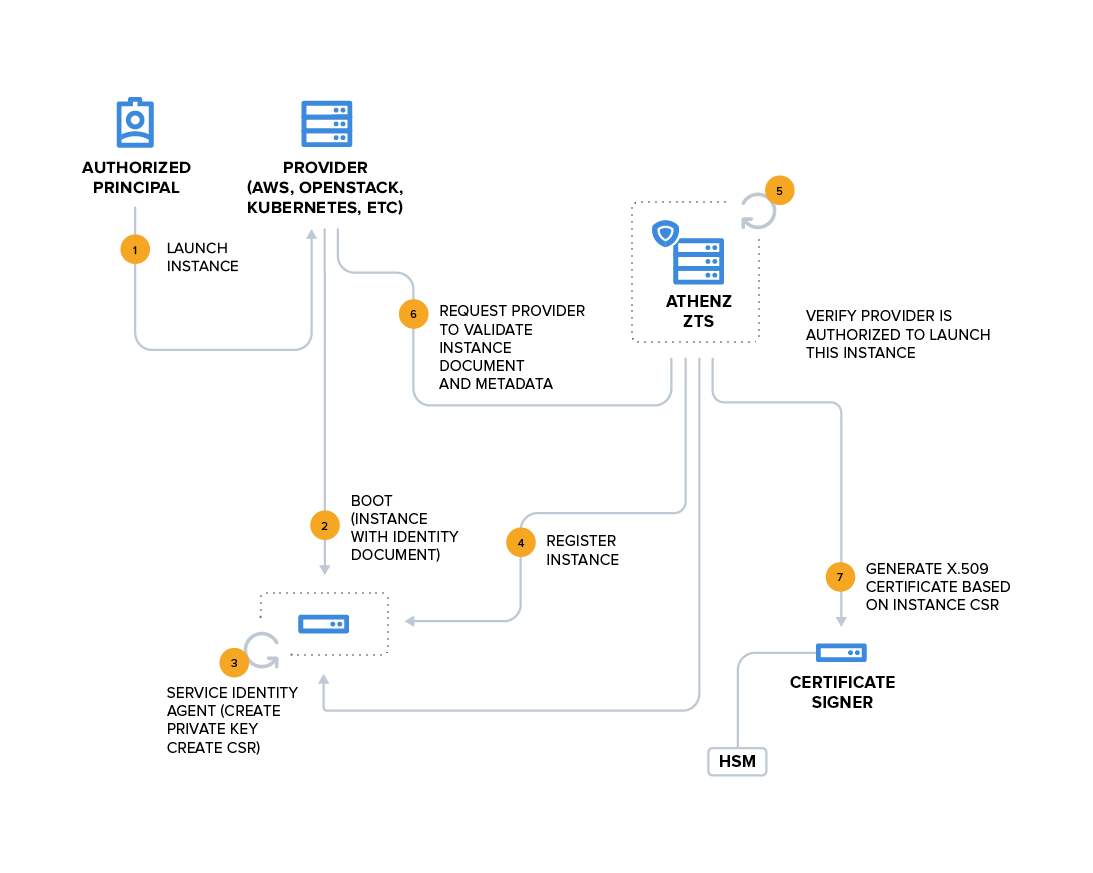 AUTHORIZED
PRINCIPAL
PROVIDER
(AWS, OPENSTACK,
KUBERNETES, ETC)
1
LAUNCH
INSTANCE
5
ATHENZ
ZTS
VERIFY PROVIDER IS
AUTHORIZED TO LAUNCH
THIS INSTANCE
6
REQUEST PROVIDER
TO VALIDATE
INSTANCE
DOCUMENT
AND METADATA
2
BOOT
(INSTANCE
WITH IDENTITY
DOCUMENT)
4
REGISTER
INSTANCE
7
GENERATE X.509
CERTIFICATE BASED
ON INSTANCE CSR
3
SERVICE IDENTITY
AGENT (CREATE
PRIVATE KEY
CREATE CSR)
CERTIFICATE
SIGNER
HSM